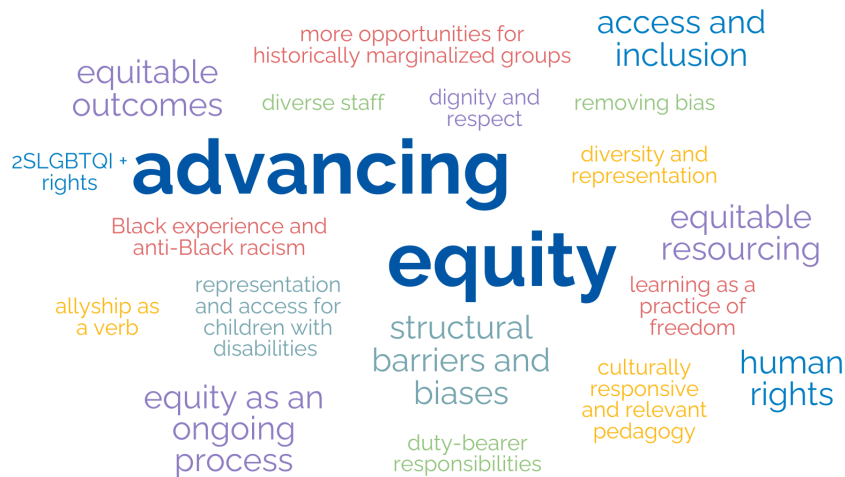 more opportunities for
historically marginalized groups
access and
inclusion
equitable
outcomes
diverse staff
dignity and
respect
removing bias
2SLGBTQI +
rights
advancing
equity
diversity and
representation
Black experience and
anti-Black racism
equitable
resourcing
allyship as
a verb
representation
and access for
children with
disabilities
structural
barriers and
biases
learning as a
practice of
freedom
culturally
responsive
and relevant
pedagogy
human
rights
equity as an
ongoing
process
duty-bearer
responsibilities